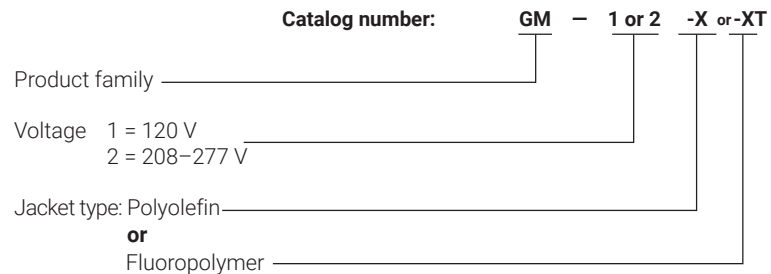 Catalog number: GM – 1 or 2 -X or -XT
Product family
Voltage 1 = 120 V
2 = 208–277 V
Jacket type: Polyolefin
or
Fluoropolymer